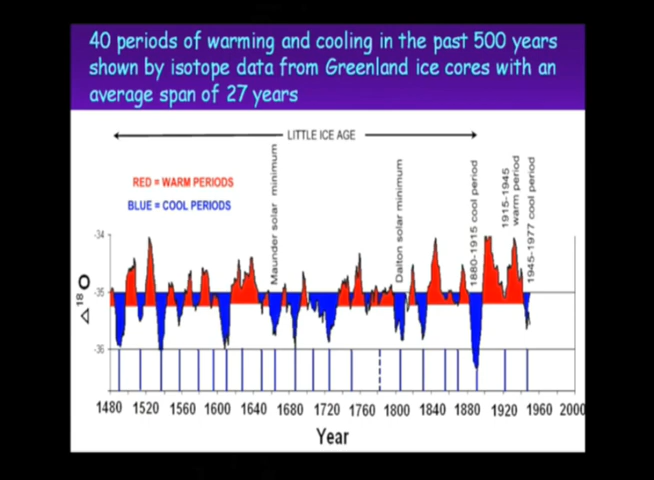 40 periods of warming and cooling in the past 500 years
shown by isotope data from Greenland ice cores with an
average span of 27 years
LITTLE ICE AGE
RED = WARM PERIODS
BLUE = COOL PERIODS
Maunder solar minimum
Dalton solar minimum
1880-1915 cool period
1915-1945
warm period
1945-1977 cool period
-34
-35
-36
Δ¹⁸O
1480 1520 1560 1600 1640 1680 1720 1760 1800 1840 1880 1920 1960 2000
Year